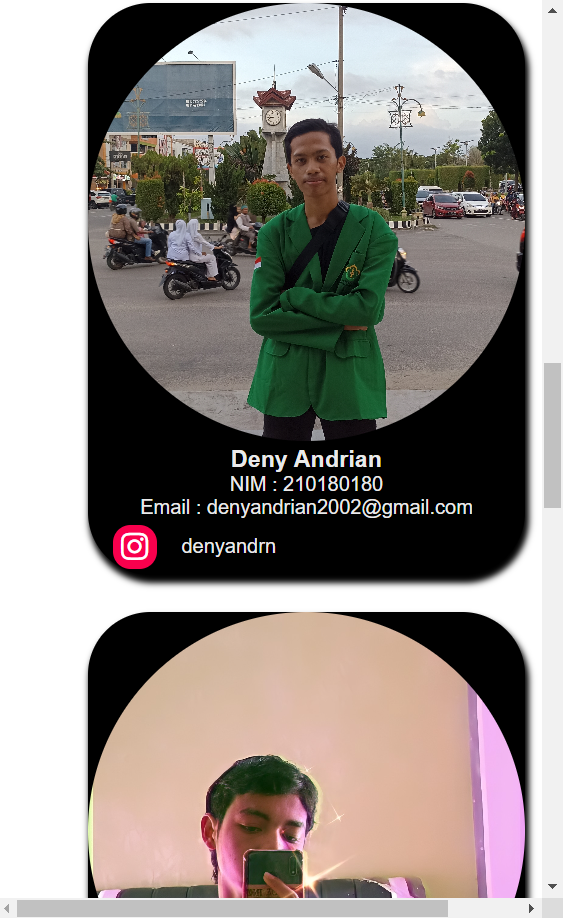 Deny Andrian
NIM : 210180180
Email : denyandrian2002@gmail.com
denyandrn